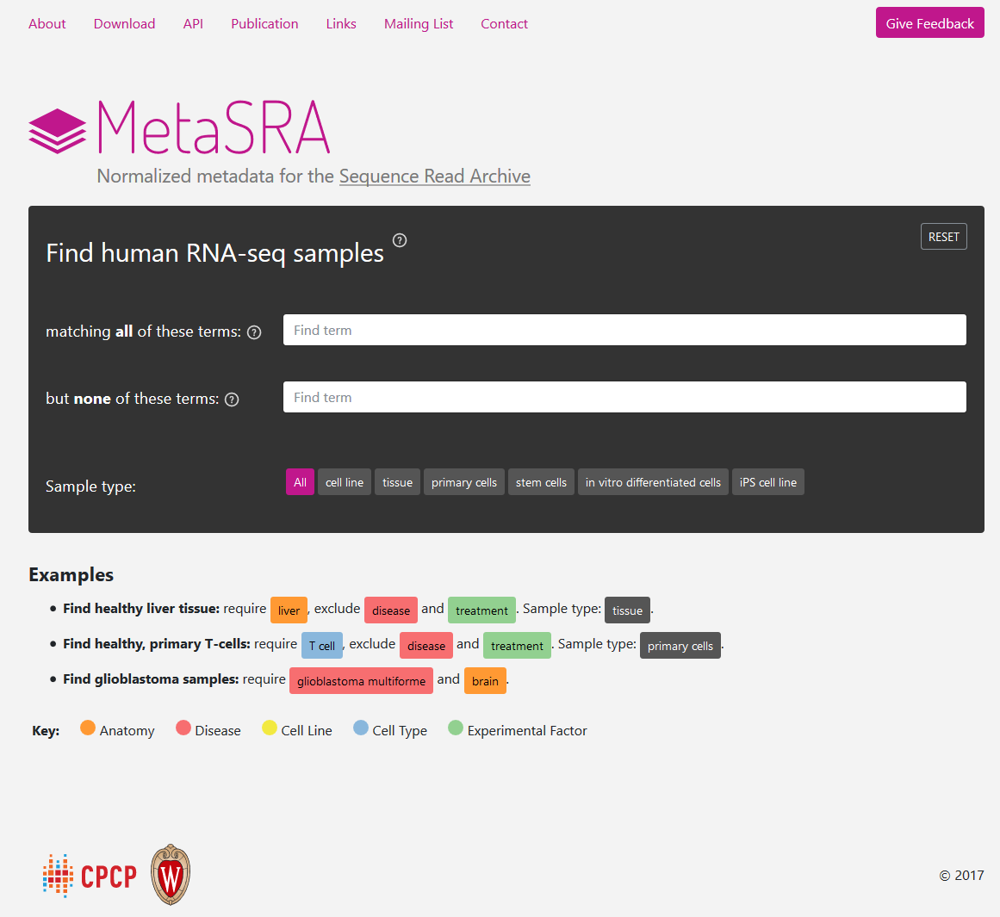 About Download API Publication Links Mailing List Contact Give Feedback
MetaSRA
Normalized metadata for the Sequence Read Archive
Find human RNA-seq samples ? RESET
matching all of these terms: ? Find term
but none of these terms: ? Find term
Sample type: All cell line tissue primary cells stem cells in vitro differentiated cells iPS cell line
Examples
• Find healthy liver tissue: require liver, exclude disease and treatment. Sample type: tissue.
• Find healthy, primary T-cells: require T cell, exclude disease and treatment. Sample type: primary cells.
• Find glioblastoma samples: require glioblastoma multiforme and brain.
Key: Anatomy Disease Cell Line Cell Type Experimental Factor
CPCP W © 2017